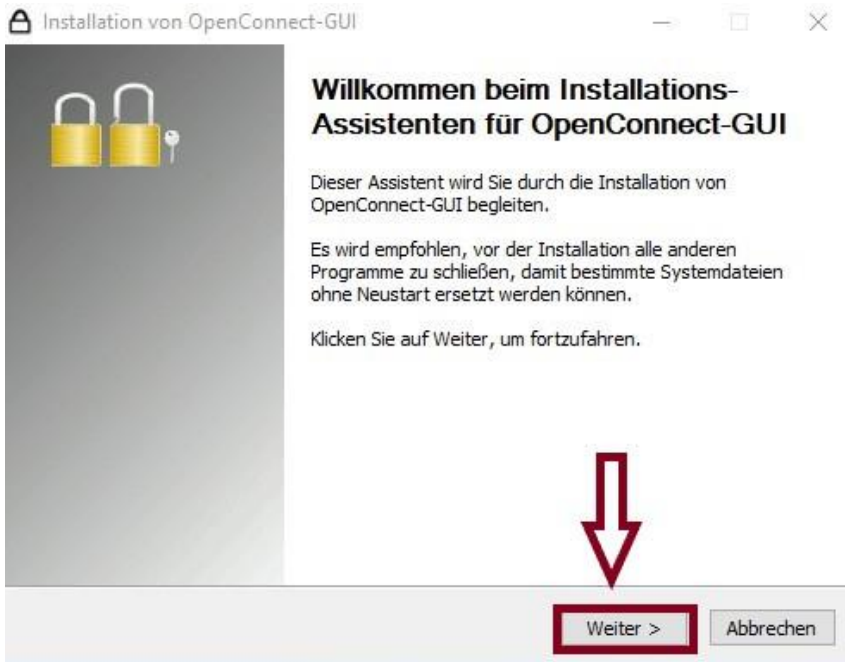 Installation von OpenConnect-GUI
Willkommen beim Installations-
Assistenten für OpenConnect-GUI
Dieser Assistent wird Sie durch die Installation von
OpenConnect-GUI begleiten.
Es wird empfohlen, vor der Installation alle anderen
Programme zu schließen, damit bestimmte Systemdateien
ohne Neustart ersetzt werden können.
Klicken Sie auf Weiter, um fortzufahren.
Weiter >
Abbrechen